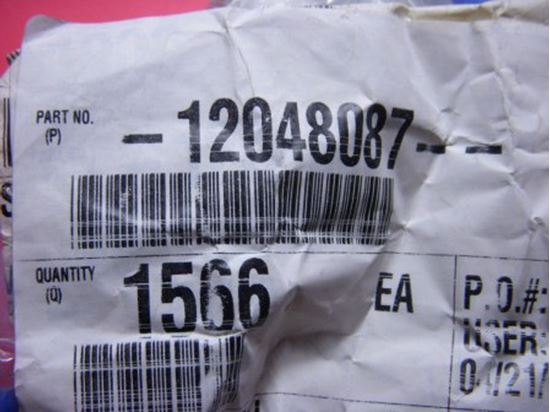 PART NO.
(P)
-12048087--
QUANTITY
(Q)
1566
EA
P.O.#:
USER:
04/21/